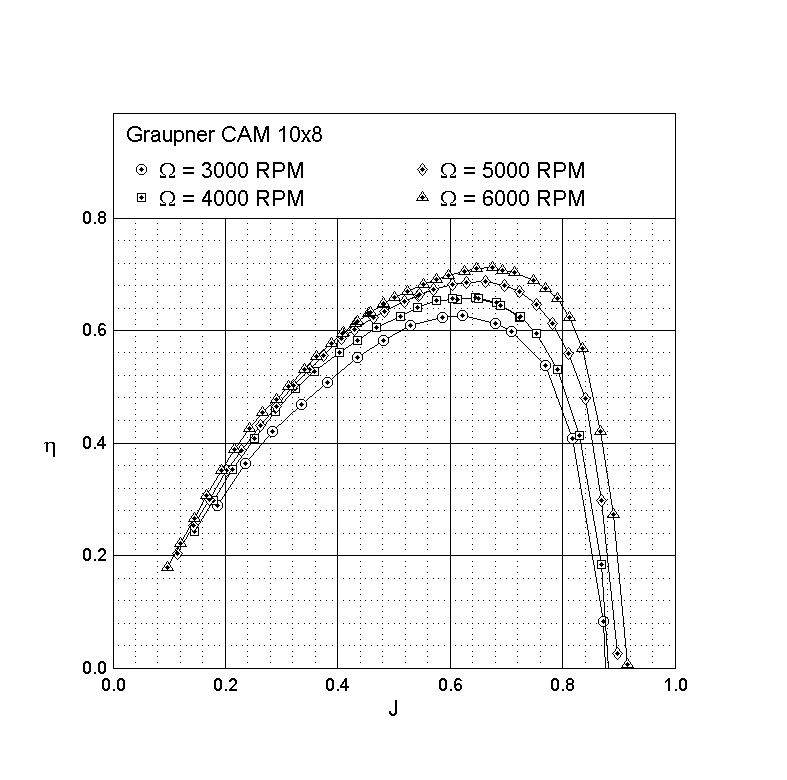 Graupner CAM 10x8
Ω = 3000 RPM Ω = 5000 RPM
Ω = 4000 RPM Ω = 6000 RPM
0.8
0.6
η
0.4
0.2
0.0
0.0 0.2 0.4 0.6 0.8 1.0
J